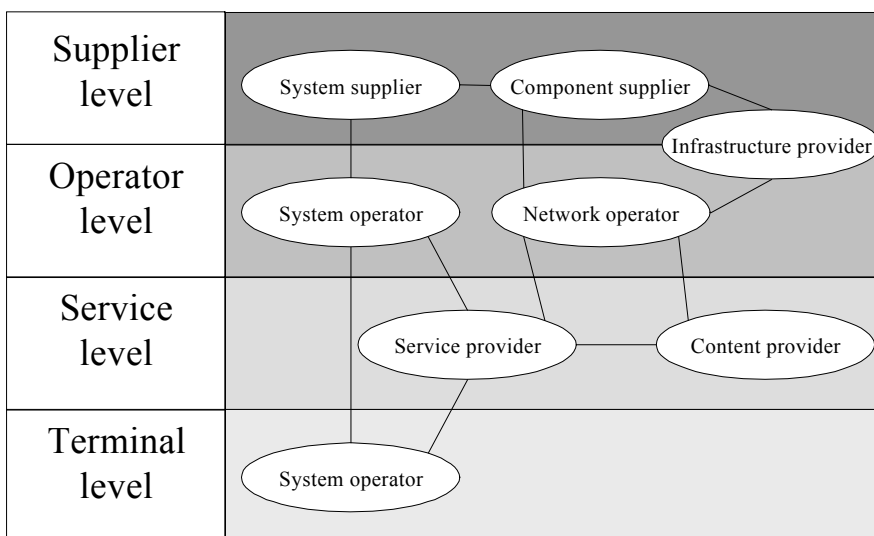 Supplier
level
System supplier
Component supplier
Infrastructure provider
Operator
level
System operator
Network operator
Service
level
Service provider
Content provider
Terminal
level
System operator